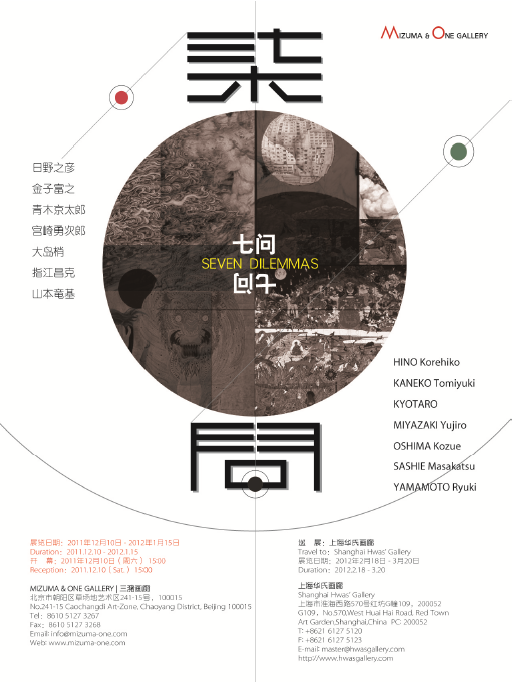 柒
MIZUMA & ONE GALLERY
日野之彦
金子富之
青木京太郎
宫崎勇次郎
大岛梢
指江昌克
山本竜基
七问
SEVEN DILEMMAS
七问
HINO Korehiko
KANEKO Tomiyuki
KYOTARO
MIYAZAKI Yujiro
OSHIMA Kozue
SASHIE Masakatsu
YAMAMOTO Ryuki
問
展览日期：2011年12月10日 - 2012年1月15日
Duration: 2011.12.10 - 2012.1.15
开　幕：2011年12月10日（周六） 15:00
Reception: 2011.12.10（Sat.） 15:00
MIZUMA & ONE GALLERY | 三潴画廊
北京市朝阳区草场地艺术区241-15号，100015
No.241-15 Caochangdi Art-Zone, Chaoyang District, Beijing 100015
Tel: 8610 5127 3267
Fax: 8610 5127 3268
Email: info@mizuma-one.com
Web: www.mizuma-one.com
巡　展：上海华氏画廊
Travel to: Shanghai Hwas' Gallery
展览日期：2012年2月18日 - 3月20日
Duration: 2012.2.18 - 3.20
上海华氏画廊
Shanghai Hwas' Gallery
上海市淮海西路570号红坊G幢109，200052
G109, No.570,West Huai Hai Road, Red Town
Art Garden,Shanghai,China PC: 200052
T: +8621 6127 5120
F: +8621 6127 5123
E-mail: master@hwasgallery.com
http://www.hwasgallery.com